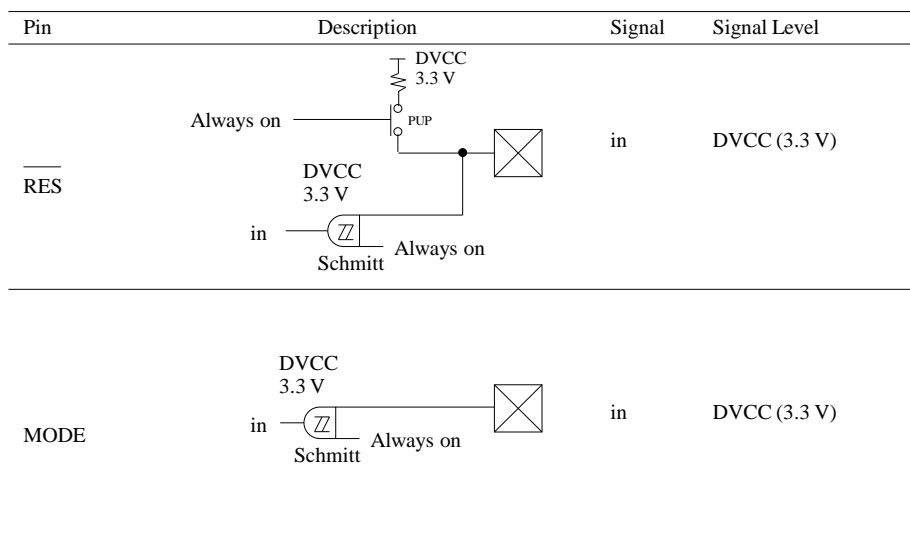 Pin Description Signal Signal Level
DVCC
3.3 V
Always on
PUP
in DVCC (3.3 V)
RES
DVCC
3.3 V
in
Always on
Schmitt
DVCC
3.3 V
in DVCC (3.3 V)
MODE
in
Always on
Schmitt